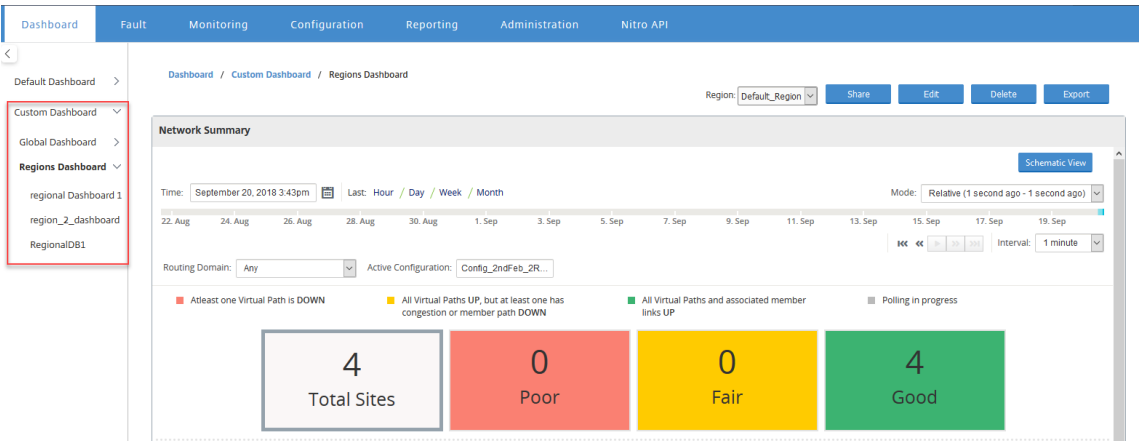 Dashboard Fault Monitoring Configuration Reporting Administration Nitro API
Default Dashboard
Custom Dashboard
Global Dashboard
Regions Dashboard
regional Dashboard 1
region_2_dashboard
RegionalDB1
Dashboard / Custom Dashboard / Regions Dashboard
Region: Default_Region Share Edit Delete Export
Network Summary
Schematic View
Time: September 20, 2018 3:43pm Last: Hour / Day / Week / Month Mode: Relative (1 second ago - 1 second ago)
22. Aug 24. Aug 26. Aug 28. Aug 30. Aug 1. Sep 3. Sep 5. Sep 7. Sep 9. Sep 11. Sep 13. Sep 15. Sep 17. Sep 19. Sep
Interval: 1 minute
Routing Domain: Any Active Configuration: Config_2ndFeb_2R...
Atleast one Virtual Path is DOWN
All Virtual Paths UP, but at least one has
congestion or member path DOWN
All Virtual Paths and associated member
links UP
Polling in progress
4
Total Sites
0
Poor
0
Fair
4
Good